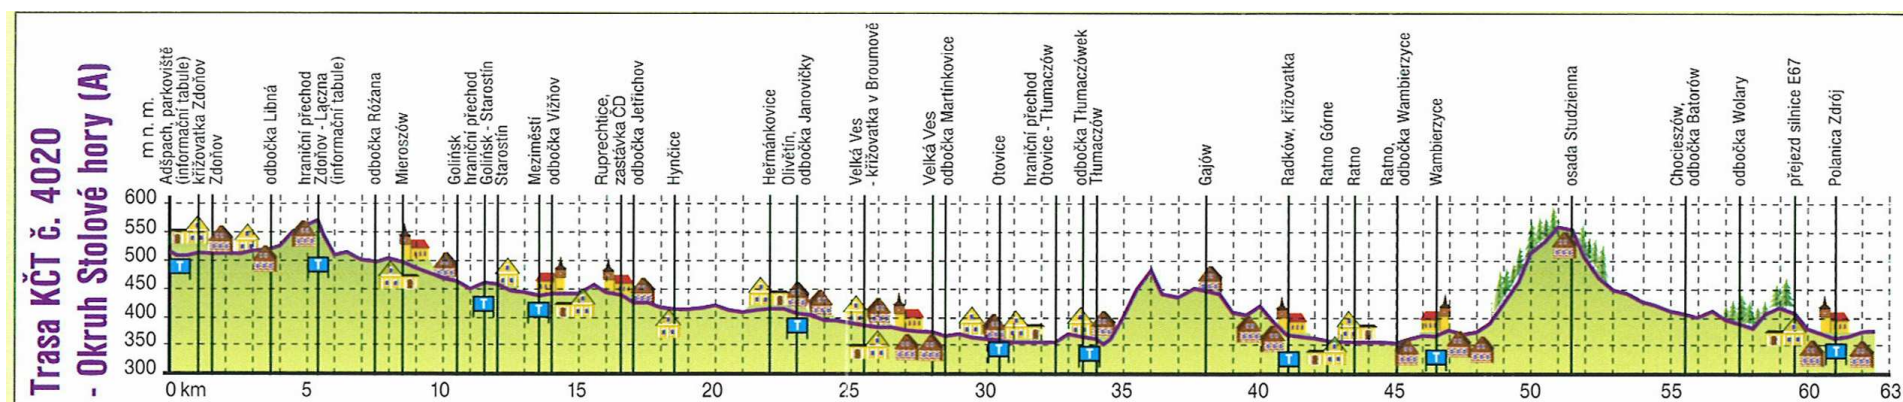 Trasa KČT č. 4020
- Okruh Stolové hory (A)
m n. m.
Adšpach, parkoviště
(informační tabule)
křižovatka Zdoňov
Zdoňov
odbočka Libná
hraniční přechod
Zdoňov - Łączna
(informační tabule)
odbočka Różana
Mieroszów
Golińsk
hraniční přechod
Golińsk - Starostín
Starostín
Meziměstí
odbočka Vižňov
Ruprechtice,
zastávka ČD
odbočka Jetřichov
Hynčice
Heřmánkovice
Olivětín,
odbočka Janovičky
Velká Ves
- křižovatka v Broumově
Velká Ves
odbočka Martínkovice
Otovice
hraniční přechod
Otovice - Tłumaczów
odbočka Tłumaczówek
Tłumaczów
Gajów
Radków, křižovatka
Ratno Górne
Ratno
Ratno,
odbočka Wambierzyce
Wambierzyce
osada Studzienna
Chocieszów,
odbočka Batorów
odbočka Wolary
přejezd silnice E67
Polanica Zdrój
600
550
500
450
400
350
300
T T T T T T T T T T
0 km 5 10 15 20 25 30 35 40 45 50 55 60 63